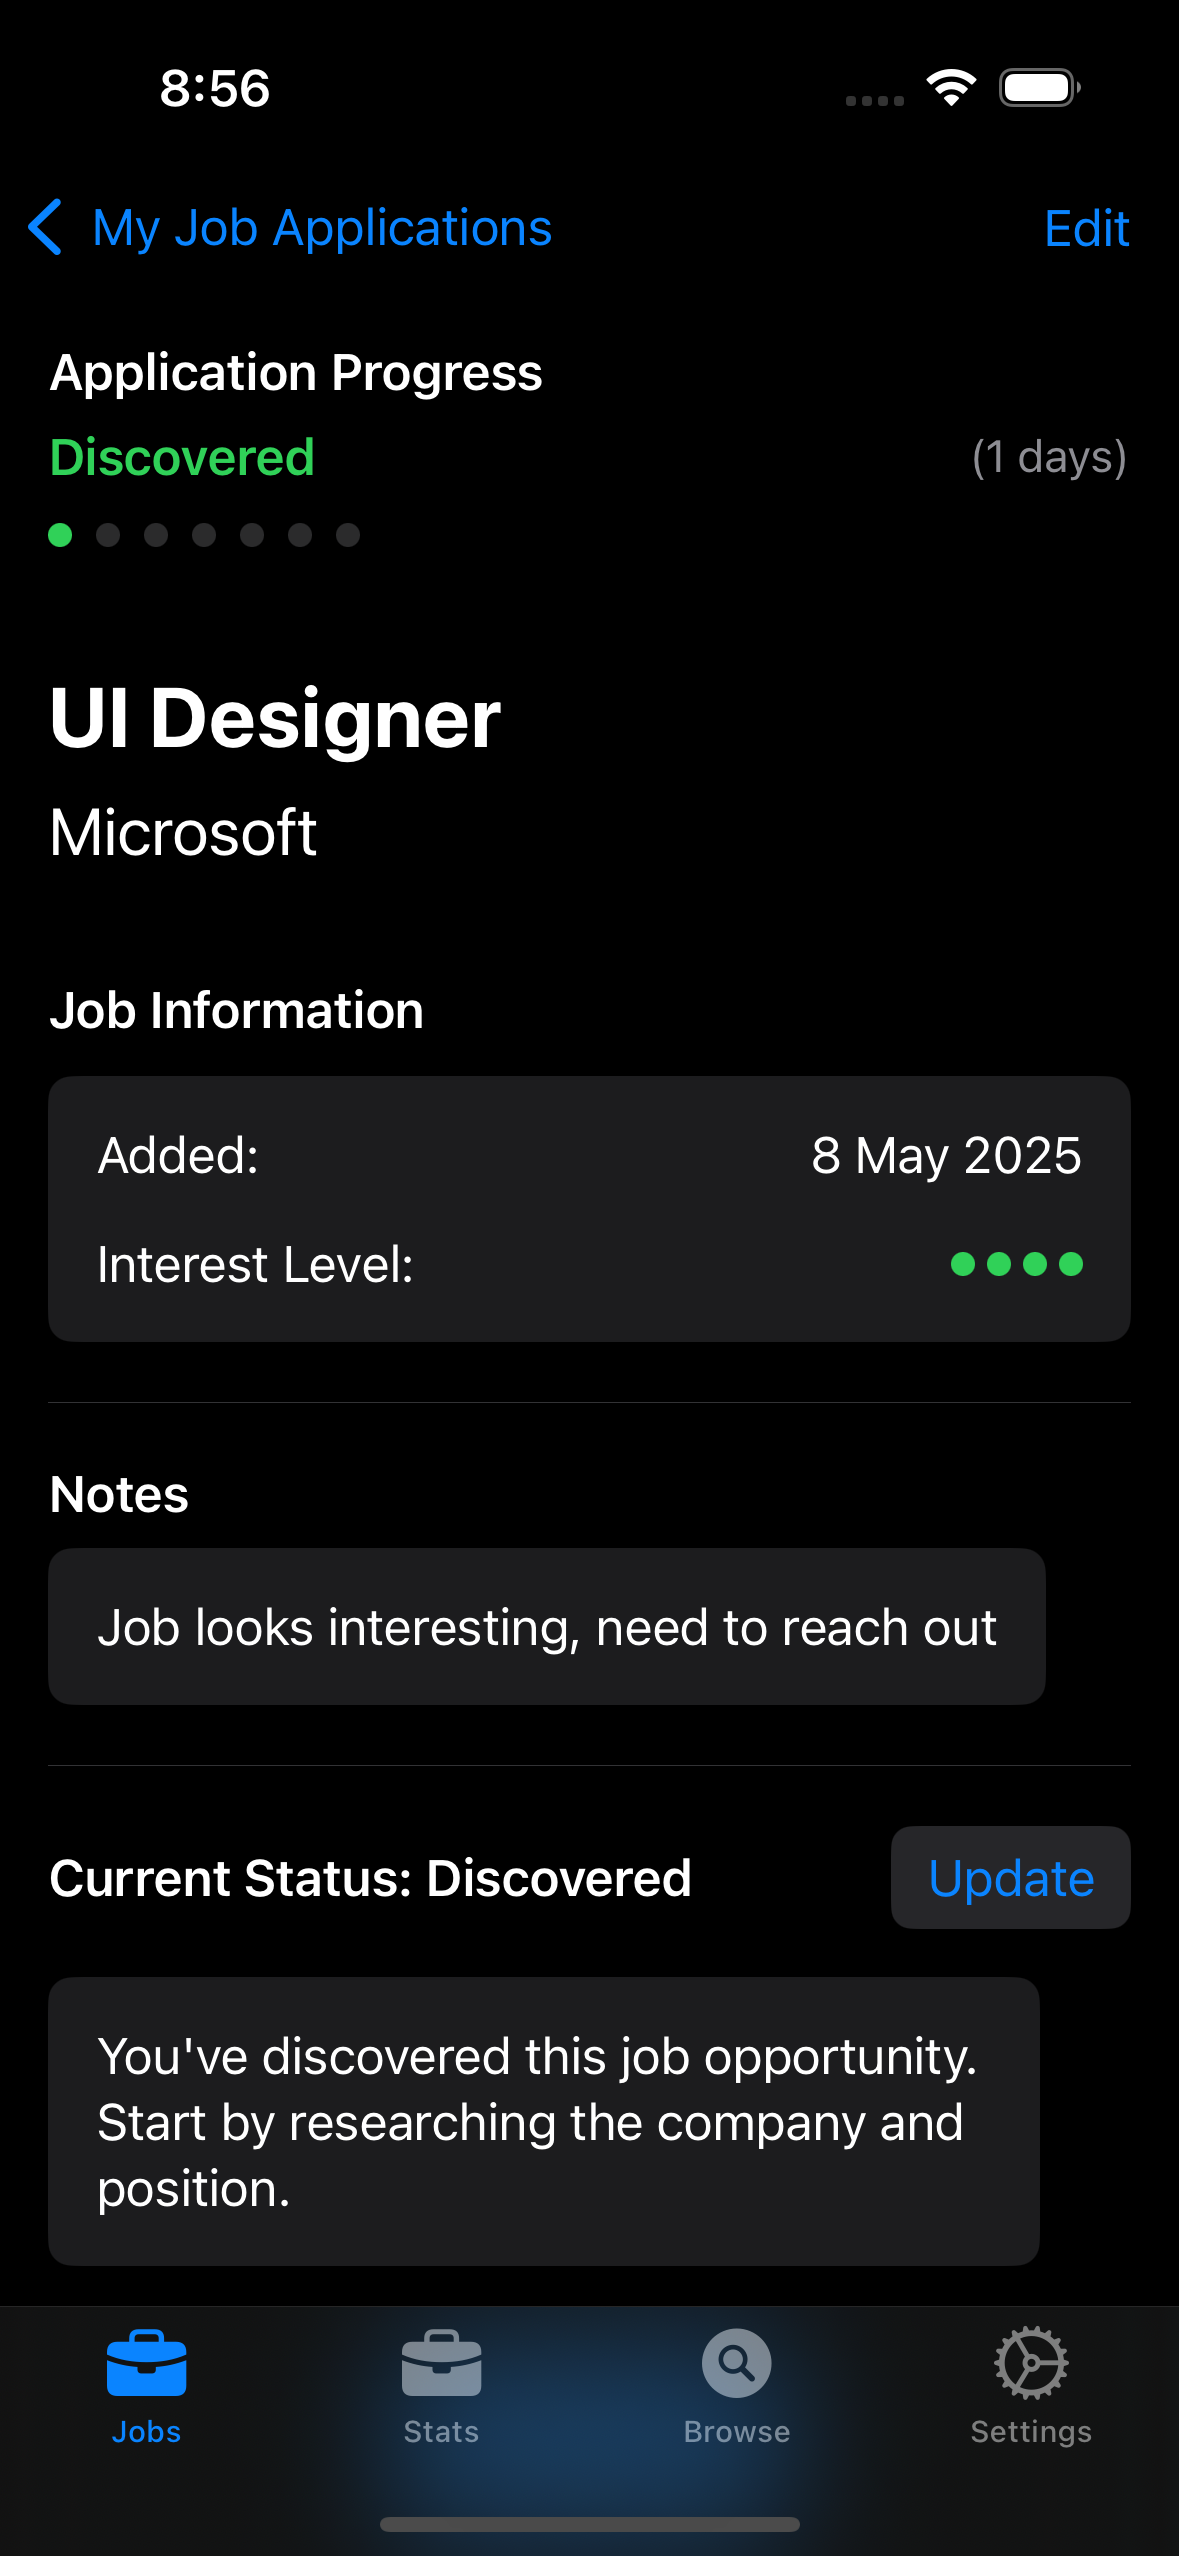 8:56
My Job Applications
Edit
Application Progress
Discovered
(1 days)
UI Designer
Microsoft
Job Information
Added:
8 May 2025
Interest Level:
Notes
Job looks interesting, need to reach out
Current Status: Discovered
Update
You've discovered this job opportunity.
Start by researching the company and
position.
Jobs
Stats
Browse
Settings